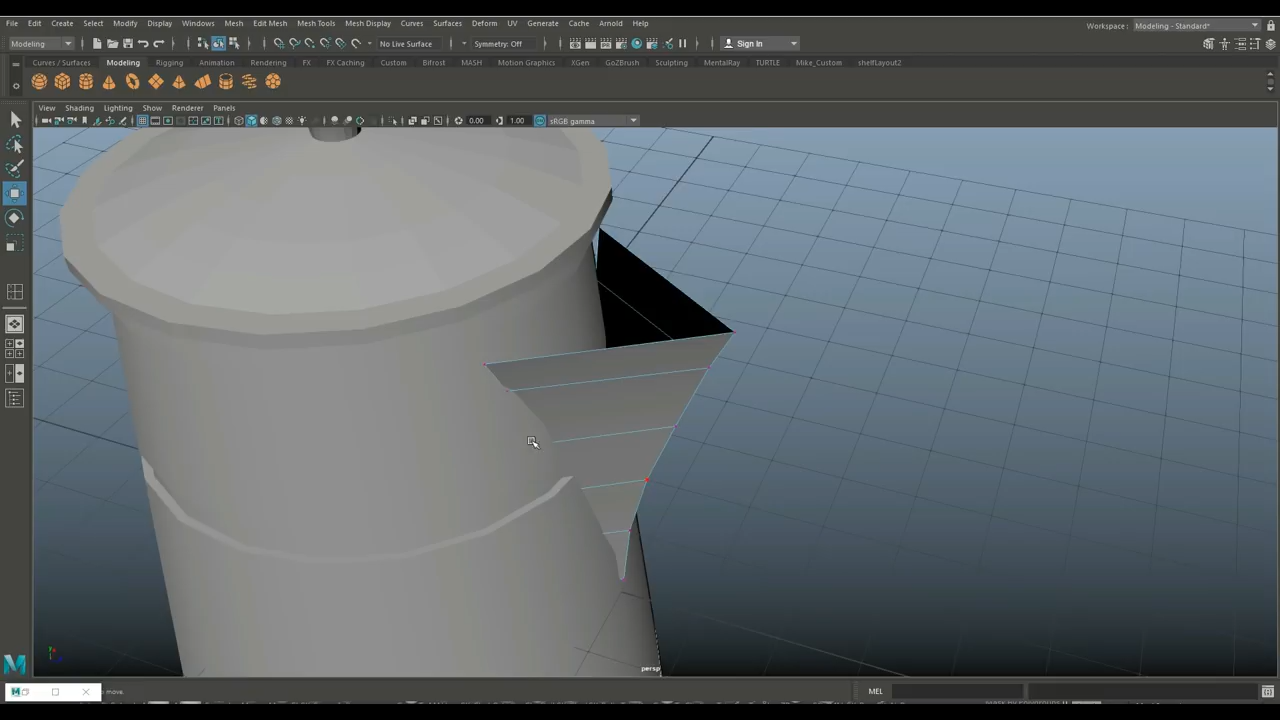 File Edit Create Select Modify Display Windows Mesh Edit Mesh Mesh Tools Mesh Display Curves Surfaces Deform UV Generate Cache Arnold Help
Workspace: Modeling - Standard*
Modeling No Live Surface Symmetry: Off Sign In
Curves / Surfaces Modeling Rigging Animation Rendering FX FX Caching Custom Bifrost MASH Motion Graphics XGen GoZBrush Sculpting MentalRay TURTLE Mike_Custom shelfLayout2
View Shading Lighting Show Renderer Panels
0.00 1.00 sRGB gamma
persp
move. MEL